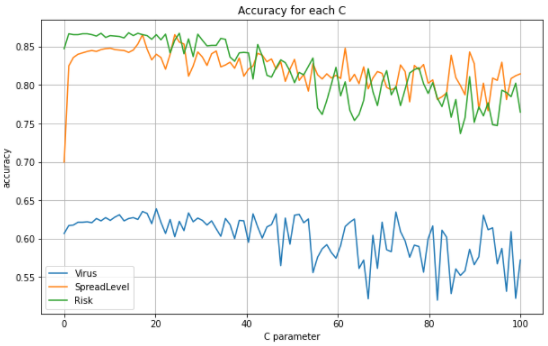 Accuracy for each C
accuracy
0.85
0.80
0.75
0.70
0.65
0.60
0.55
Virus
SpreadLevel
Risk
0 20 40 60 80 100
C parameter